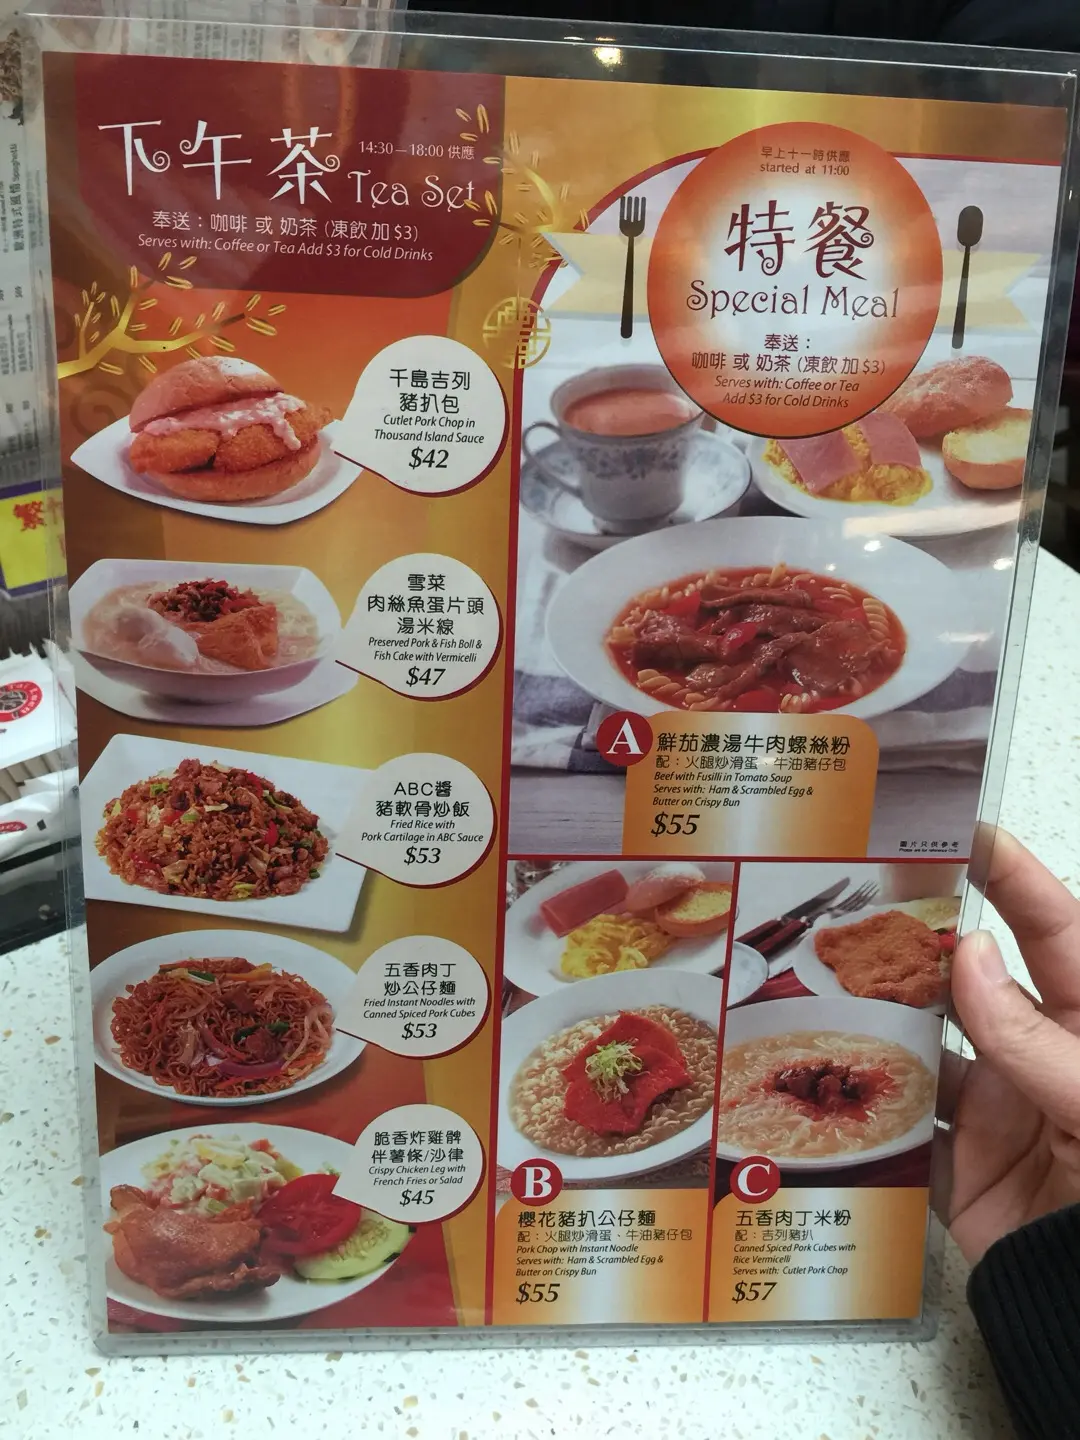 下午茶
14:30—18:00 供應
Tea Set
奉送：咖啡 或 奶茶 (凍飲 加 $3)
Serves with: Coffee or Tea Add $3 for Cold Drinks
千島吉列
豬扒包
Cutlet Pork Chop in
Thousand Island Sauce
$42
雪菜
肉絲魚蛋片頭
湯米線
Preserved Pork & Fish Boll &
Fish Cake with Vermicelli
$47
ABC醬
豬軟骨炒飯
Fried Rice with
Pork Cartilage in ABC Sauce
$53
五香肉丁
炒公仔麵
Fried Instant Noodles with
Canned Spiced Pork Cubes
$53
脆香炸雞髀
伴薯條/沙律
Crispy Chicken Leg with
French Fries or Salad
$45
早上十一時供應
started at 11:00
特餐
Special Meal
奉送：
咖啡 或 奶茶 (凍飲 加 $3)
Serves with: Coffee or Tea
Add $3 for Cold Drinks
A
鮮茄濃湯牛肉螺絲粉
配：火腿炒滑蛋、牛油豬仔包
Beef with Fusilli in Tomato Soup
Serves with: Ham & Scrambled Egg &
Butter on Crispy Bun
$55
圖片只供參考
B
櫻花豬扒公仔麵
配：火腿炒滑蛋、牛油豬仔包
Pork Chop with Instant Noodle
Serves with: Ham & Scrambled Egg &
Butter on Crispy Bun
$55
C
五香肉丁米粉
配：吉列豬扒
Canned Spiced Pork Cubes with
Rice Vermicelli
Serves with: Cutlet Pork Chop
$57
繁